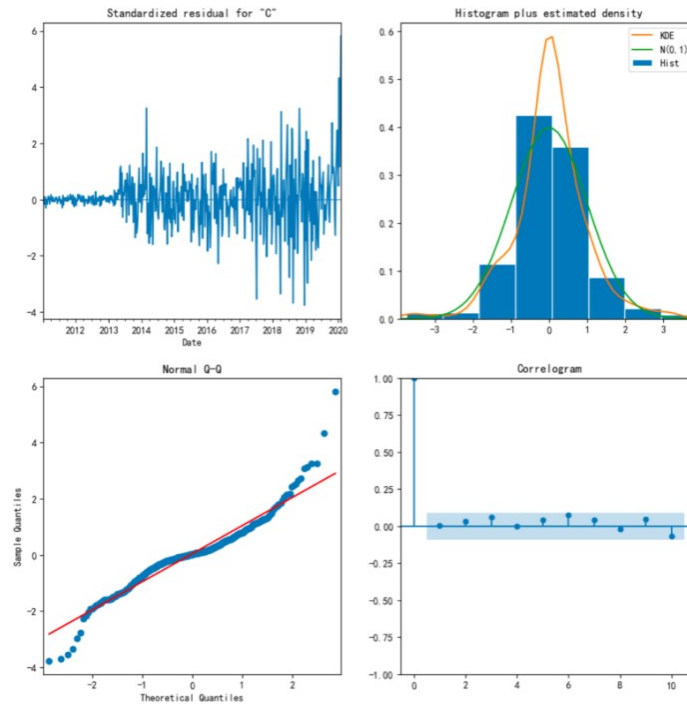 Standardized residual for "C"
6
4
2
0
−2
−4
2012 2013 2014 2015 2016 2017 2018 2019 2020
Date
Histogram plus estimated density
KDE
N(0,1)
Hist
0.6
0.5
0.4
0.3
0.2
0.1
0.0
−3 −2 −1 0 1 2 3
Normal Q-Q
Sample Quantiles
6
4
2
0
−2
−4
−2 −1 0 1 2
Theoretical Quantiles
Correlogram
1.00
0.75
0.50
0.25
0.00
−0.25
−0.50
−0.75
−1.00
0 2 4 6 8 10